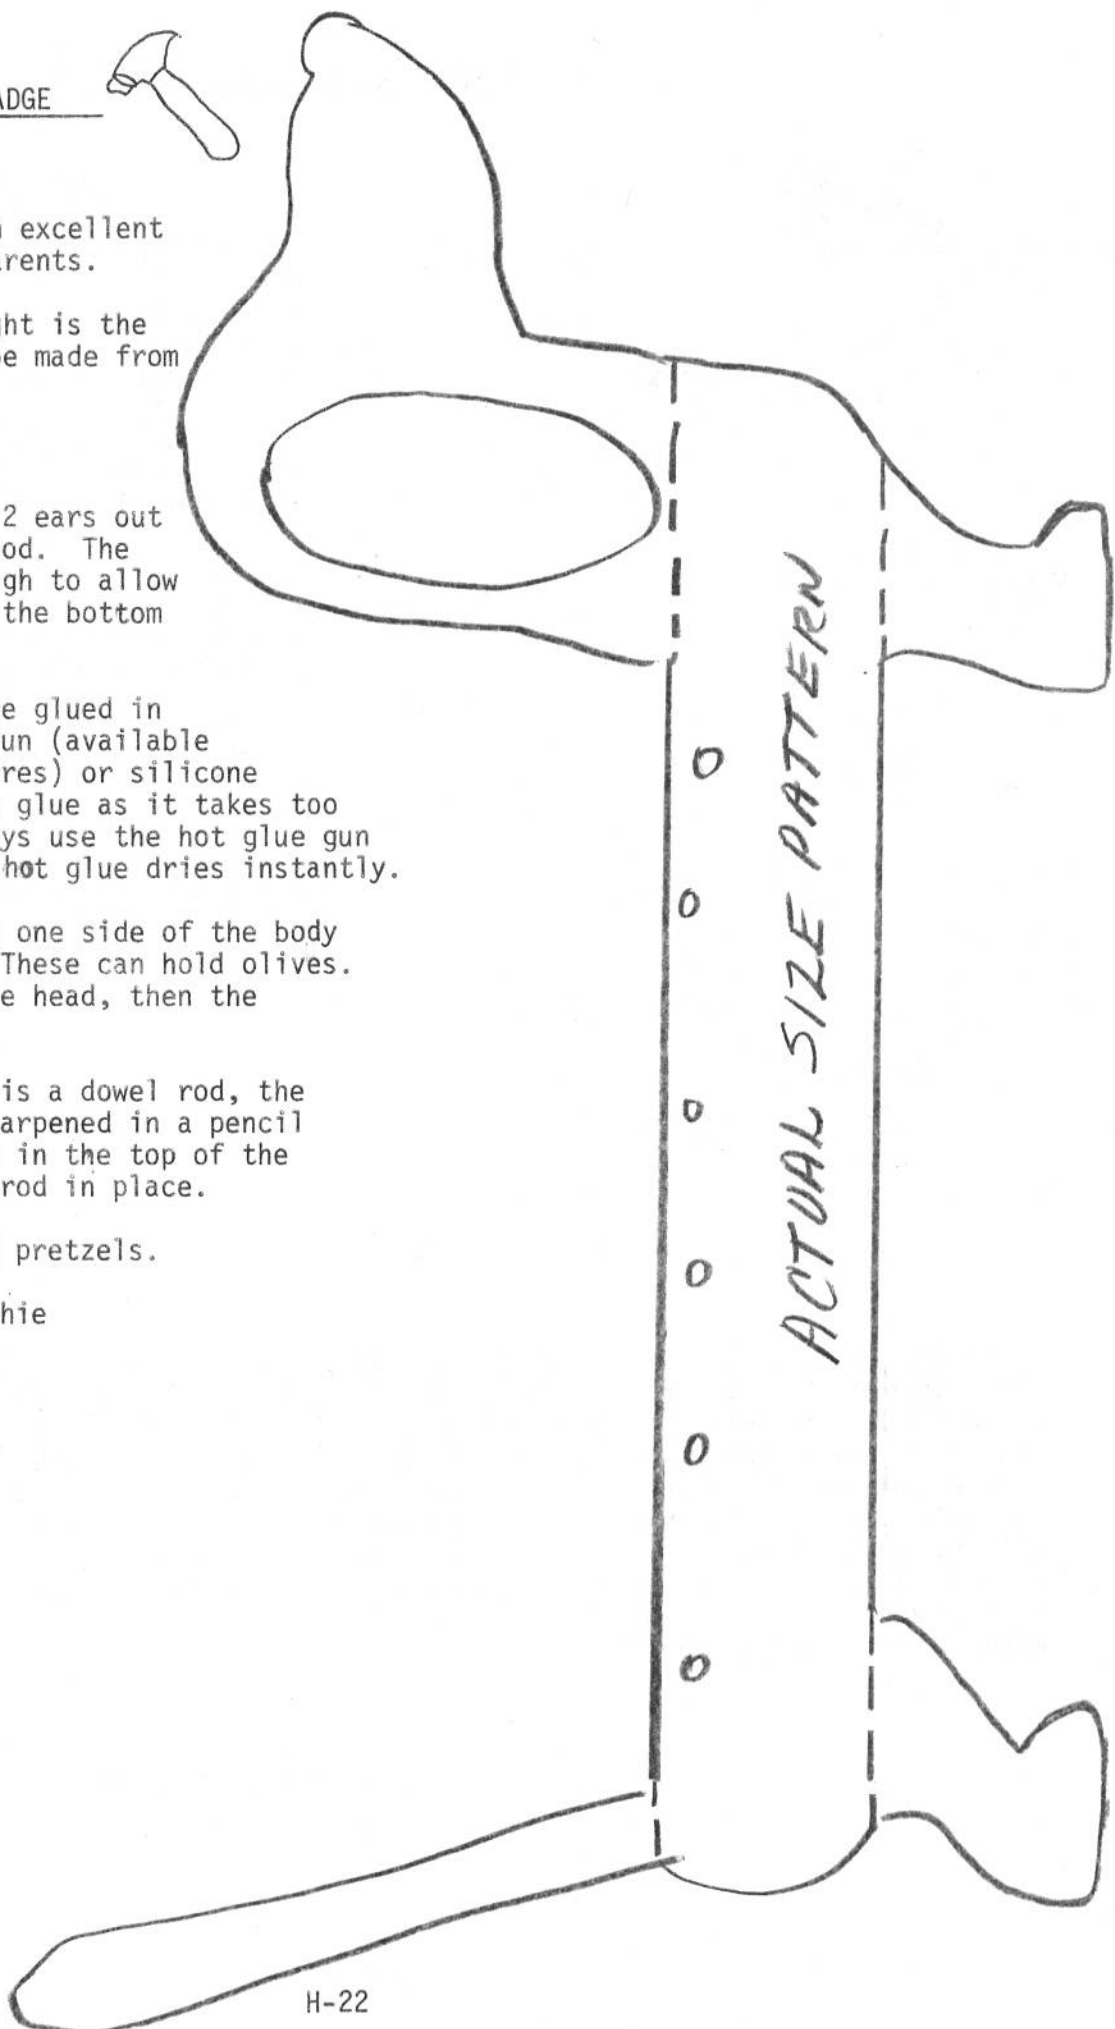 ADGE
excellent
rents.
ht is the
e made from
2 ears out
od. The
gh to allow
the bottom
e glued in
un (available
res) or silicone
glue as it takes too
ys use the hot glue gun
hot glue dries instantly.
one side of the body
These can hold olives.
e head, then the
is a dowel rod, the
arpened in a pencil
in the top of the
rod in place.
pretzels.
hie
ACTUAL SIZE PATTERN
H-22